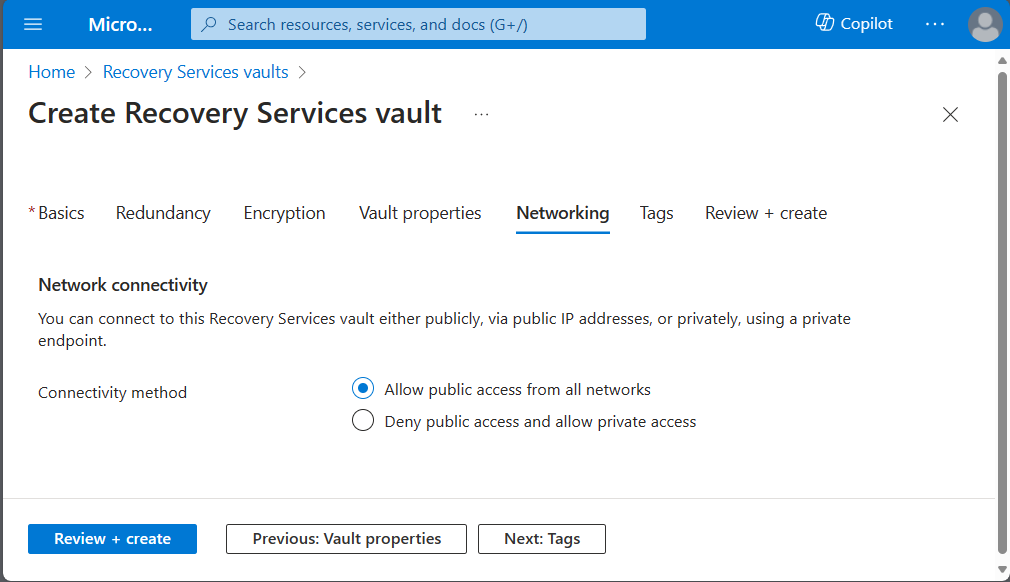 Micro...
Search resources, services, and docs (G+/)
Copilot
...
Home > Recovery Services vaults >
Create Recovery Services vault ...
*Basics Redundancy Encryption Vault properties Networking Tags Review + create
Network connectivity
You can connect to this Recovery Services vault either publicly, via public IP addresses, or privately, using a private
endpoint.
Connectivity method
Allow public access from all networks
Deny public access and allow private access
Review + create
Previous: Vault properties
Next: Tags